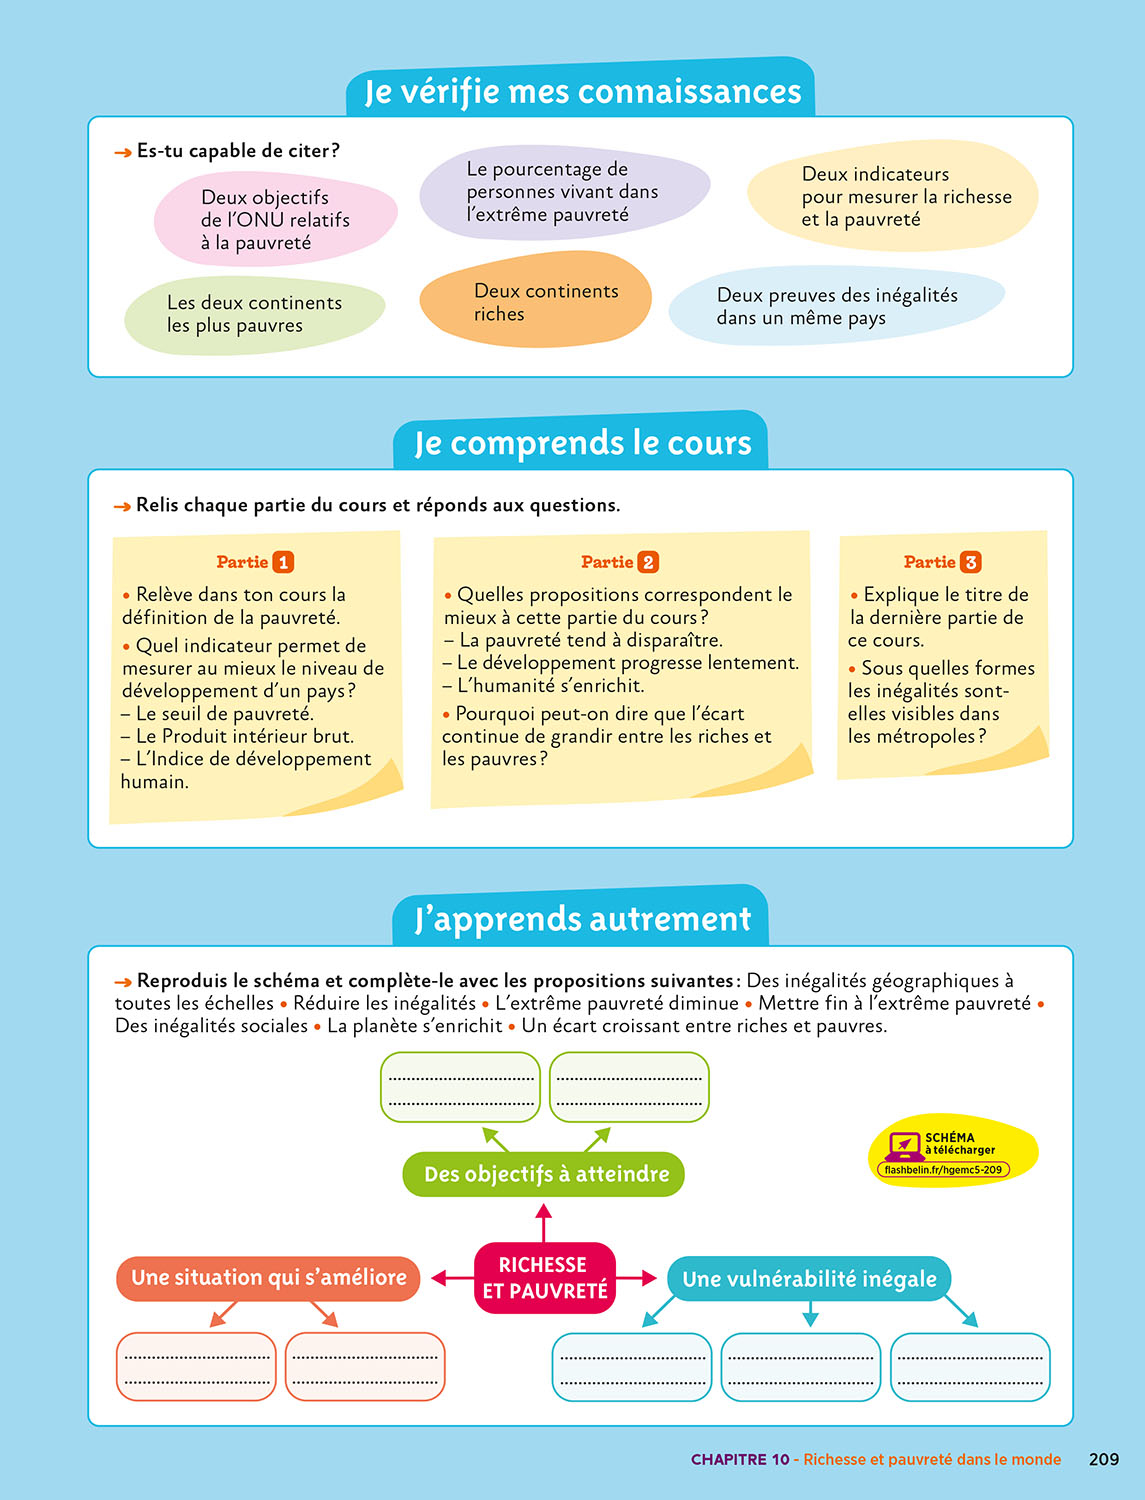 Je vérifie mes connaissances
→ Es-tu capable de citer ?
Deux objectifs
de l'ONU relatifs
à la pauvreté
Le pourcentage de
personnes vivant dans
l'extrême pauvreté
Deux indicateurs
pour mesurer la richesse
et la pauvreté
Les deux continents
les plus pauvres
Deux continents
riches
Deux preuves des inégalités
dans un même pays
Je comprends le cours
→ Relis chaque partie du cours et réponds aux questions.
Partie 1
• Relève dans ton cours la
définition de la pauvreté.
• Quel indicateur permet de
mesurer au mieux le niveau de
développement d'un pays ?
– Le seuil de pauvreté.
– Le Produit intérieur brut.
– L'Indice de développement
humain.
Partie 2
• Quelles propositions correspondent le
mieux à cette partie du cours ?
– La pauvreté tend à disparaître.
– Le développement progresse lentement.
– L'humanité s'enrichit.
• Pourquoi peut-on dire que l'écart
continue de grandir entre les riches et
les pauvres ?
Partie 3
• Explique le titre de
la dernière partie de
ce cours.
• Sous quelles formes
les inégalités sont-
elles visibles dans
les métropoles ?
J'apprends autrement
→ Reproduis le schéma et complète-le avec les propositions suivantes : Des inégalités géographiques à
toutes les échelles • Réduire les inégalités • L'extrême pauvreté diminue • Mettre fin à l'extrême pauvreté •
Des inégalités sociales • La planète s'enrichit • Un écart croissant entre riches et pauvres.
SCHÉMA
à télécharger
flashbelin.fr/hgemc5-209
Des objectifs à atteindre
RICHESSE
ET PAUVRETÉ
Une situation qui s'améliore
Une vulnérabilité inégale
CHAPITRE 10 - Richesse et pauvreté dans le monde 209